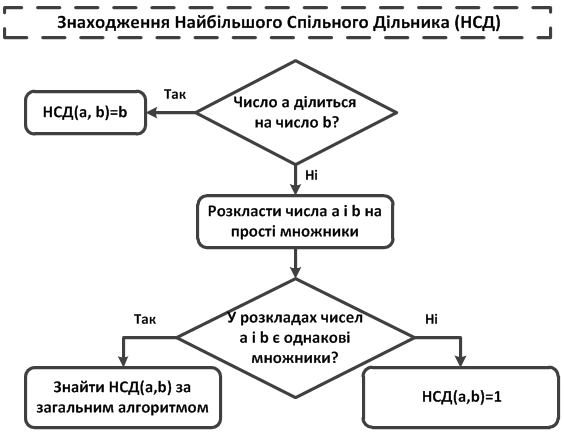 Знаходження Найбільшого Спільного Дільника (НСД)
Число a ділиться
на число b?
Так
НСД(a, b)=b
Ні
Розкласти числа a і b на
прості множники
У розкладах чисел
a і b є однакові
множники?
Так
Ні
Знайти НСД(a,b) за
загальним алгоритмом
НСД(a,b)=1